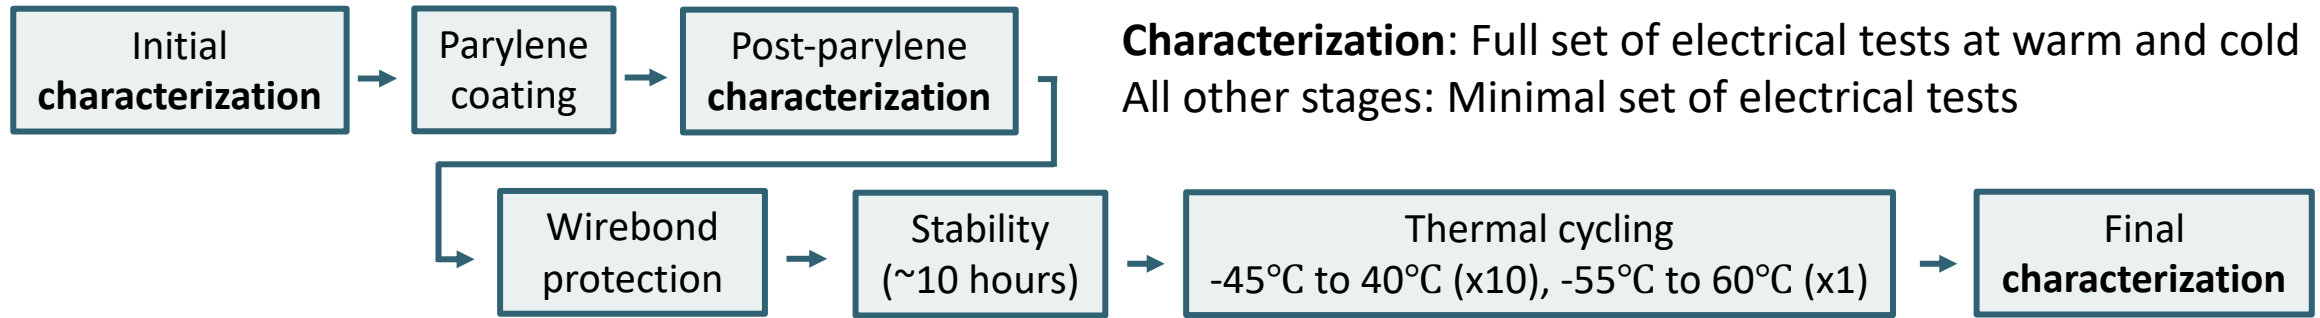 Initial
characterization
Parylene
coating
Post-parylene
characterization
Characterization: Full set of electrical tests at warm and cold
All other stages: Minimal set of electrical tests
Wirebond
protection
Stability
(~10 hours)
Thermal cycling
-45℃ to 40℃ (x10), -55℃ to 60℃ (x1)
Final
characterization